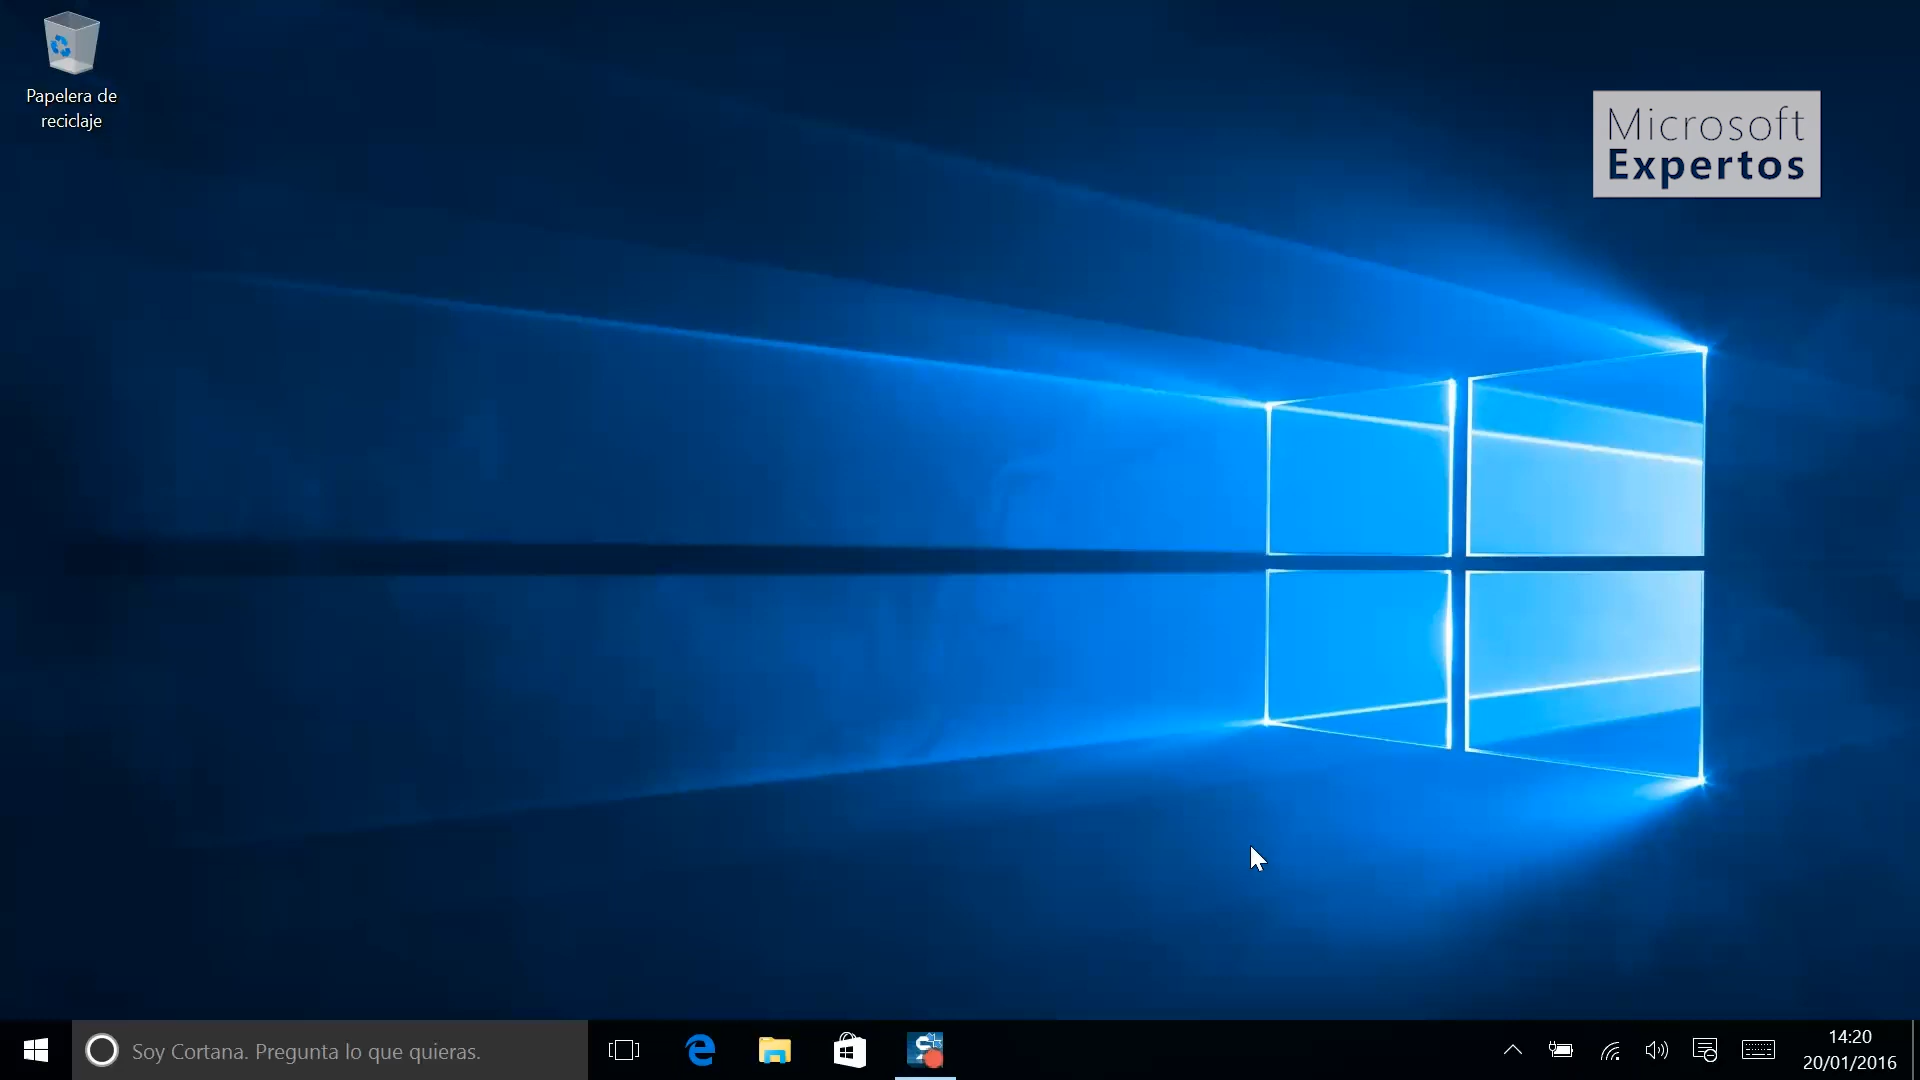 Papelera de
reciclaje
Microsoft
Expertos
Soy Cortana. Pregunta lo que quieras.
14:20
20/01/2016